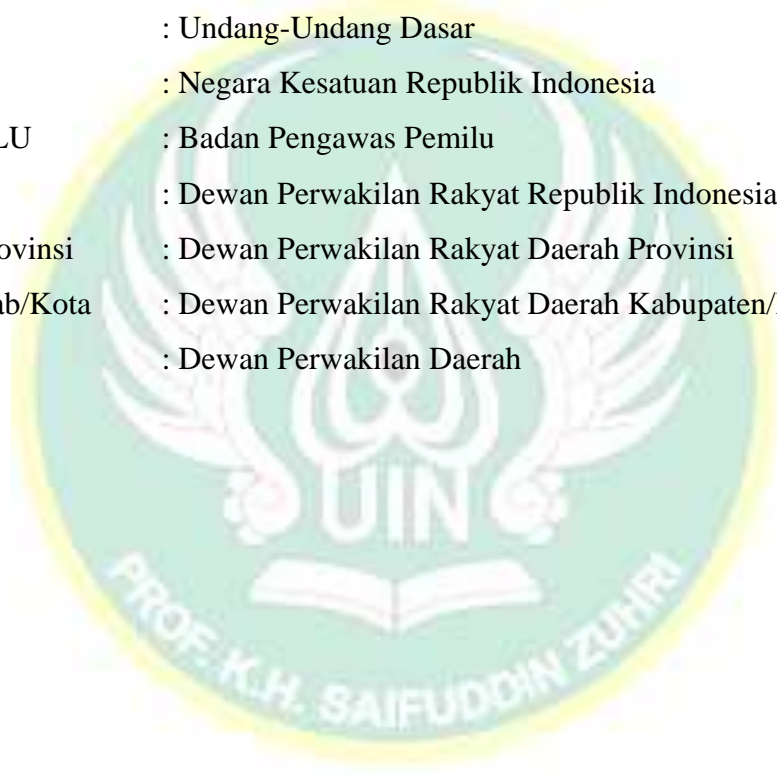 : Undang-Undang Dasar
: Negara Kesatuan Republik Indonesia
LU : Badan Pengawas Pemilu
: Dewan Perwakilan Rakyat Republik Indonesia
ovinsi : Dewan Perwakilan Rakyat Daerah Provinsi
ab/Kota : Dewan Perwakilan Rakyat Daerah Kabupaten/
: Dewan Perwakilan Daerah
UIN
PROF. K.H. SAIFUDDIN ZUHRI